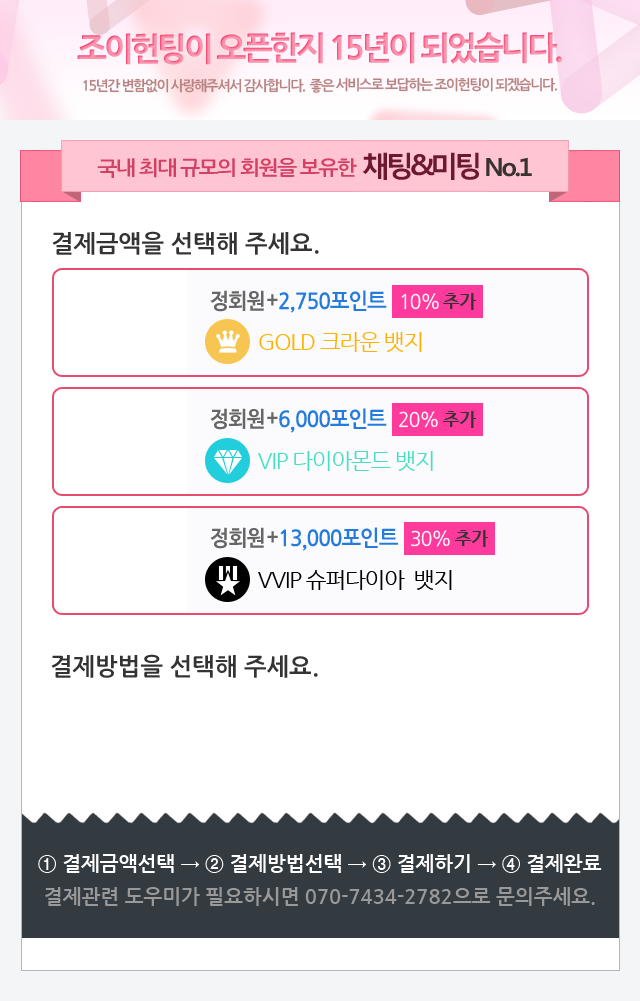 조이헌팅이 오픈한지 15년이 되었습니다.
15년간 변함없이 사랑해주셔서 감사합니다. 좋은 서비스로 보답하는 조이헌팅이 되겠습니다.
국내 최대 규모의 회원을 보유한 채팅&미팅 No.1
결제금액을 선택해 주세요.
정회원+2,750포인트 10% 추가
GOLD 크라운 뱃지
정회원+6,000포인트 20% 추가
VIP 다이아몬드 뱃지
정회원+13,000포인트 30% 추가
VVIP 슈퍼다이아 뱃지
결제방법을 선택해 주세요.
① 결제금액선택 → ② 결제방법선택 → ③ 결제하기 → ④ 결제완료
결제관련 도우미가 필요하시면 070-7434-2782으로 문의주세요.